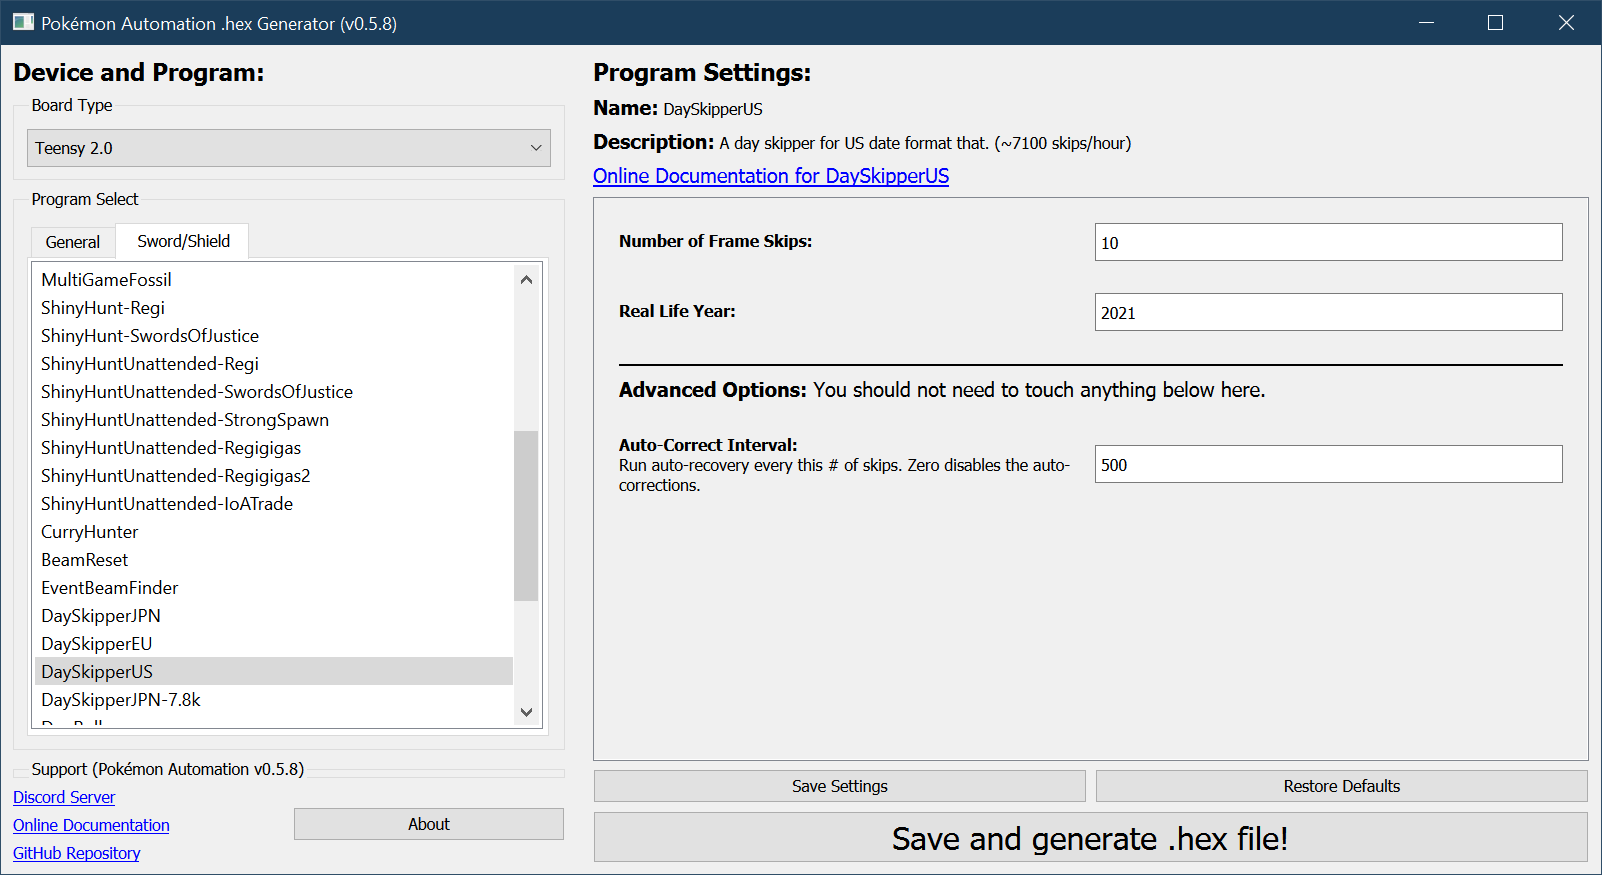 Pokémon Automation .hex Generator (v0.5.8)
Device and Program:
Board Type
Teensy 2.0
Program Select
General
Sword/Shield
MultiGameFossil
ShinyHunt-Regi
ShinyHunt-SwordsOfJustice
ShinyHuntUnattended-Regi
ShinyHuntUnattended-SwordsOfJustice
ShinyHuntUnattended-StrongSpawn
ShinyHuntUnattended-Regigigas
ShinyHuntUnattended-Regigigas2
ShinyHuntUnattended-IoATrade
CurryHunter
BeamReset
EventBeamFinder
DaySkipperJPN
DaySkipperEU
DaySkipperUS
DaySkipperJPN-7.8k
Support (Pokémon Automation v0.5.8)
Discord Server
Online Documentation
GitHub Repository
About
Program Settings:
Name: DaySkipperUS
Description: A day skipper for US date format that. (~7100 skips/hour)
Online Documentation for DaySkipperUS
Number of Frame Skips:
10
Real Life Year:
2021
Advanced Options: You should not need to touch anything below here.
Auto-Correct Interval:
Run auto-recovery every this # of skips. Zero disables the auto-
corrections.
500
Save Settings
Restore Defaults
Save and generate .hex file!